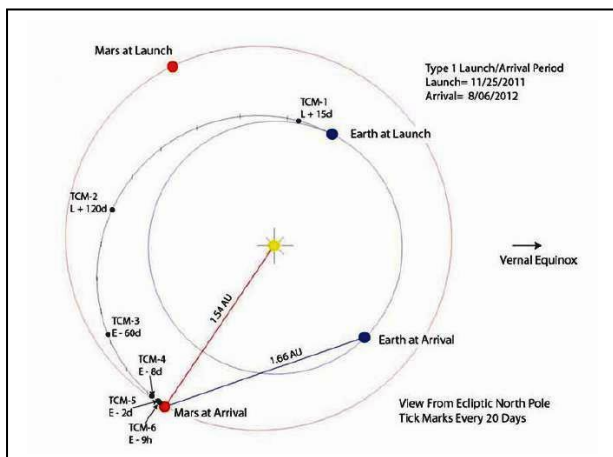 Mars at Launch
Type 1 Launch/Arrival Period
Launch= 11/25/2011
Arrival= 8/06/2012
TCM-1
L + 15d
Earth at Launch
TCM-2
L + 120d
Vernal Equinox
1.54 AU
TCM-3
E - 60d
Earth at Arrival
1.66 AU
TCM-4
E - 8d
TCM-5
E - 2d
Mars at Arrival
TCM-6
E - 9h
View From Ecliptic North Pole
Tick Marks Every 20 Days